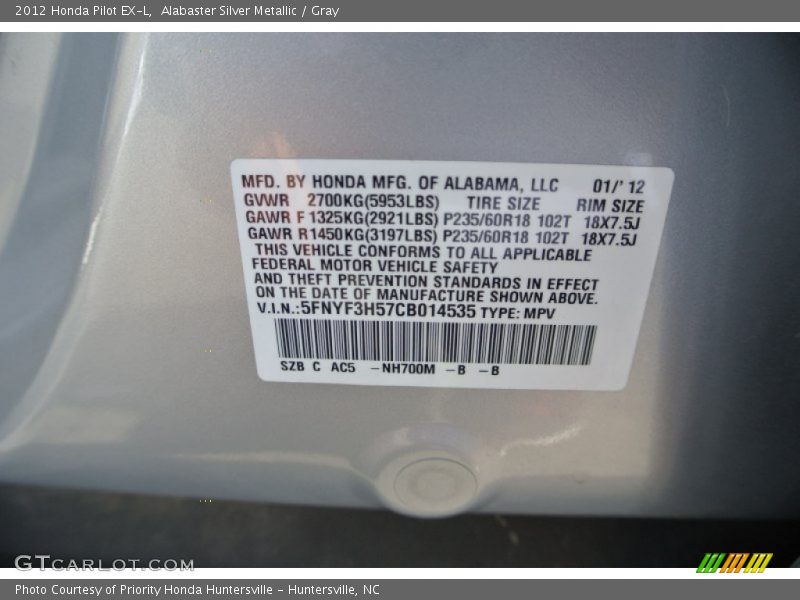 2012 Honda Pilot EX-L, Alabaster Silver Metallic / Gray
MFD. BY HONDA MFG. OF ALABAMA, LLC 01/'12
GVWR 2700KG(5953LBS) TIRE SIZE RIM SIZE
GAWR F 1325KG(2921LBS) P235/60R18 102T 18X7.5J
GAWR R1450KG(3197LBS) P235/60R18 102T 18X7.5J
THIS VEHICLE CONFORMS TO ALL APPLICABLE
FEDERAL MOTOR VEHICLE SAFETY
AND THEFT PREVENTION STANDARDS IN EFFECT
ON THE DATE OF MANUFACTURE SHOWN ABOVE.
V.I.N.:5FNYF3H57CB014535 TYPE: MPV
SZB C AC5 -NH700M -B -B
GTCARLOT.COM
Photo Courtesy of Priority Honda Huntersville - Huntersville, NC